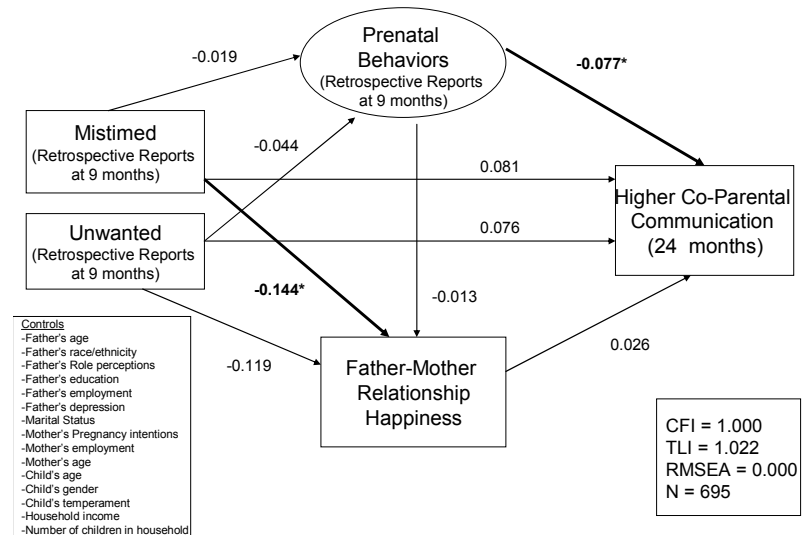 Prenatal
Behaviors
(Retrospective Reports
at 9 months)
-0.019
-0.077*
Mistimed
(Retrospective Reports
at 9 months)
-0.044
0.081
Higher Co-Parental
Communication
(24  months)
Unwanted
(Retrospective Reports
at 9 months)
0.076
-0.144*
-0.013
-0.119
0.026
Father-Mother
Relationship
Happiness
Controls
-Father's age
-Father's race/ethnicity
-Father's Role perceptions
-Father's education
-Father's employment
-Father's depression
-Marital Status
-Mother's Pregnancy intentions
-Mother's employment
-Mother's age
-Child's age
-Child's gender
-Child's temperament
-Household income
-Number of children in household
CFI = 1.000
TLI = 1.022
RMSEA = 0.000
N = 695